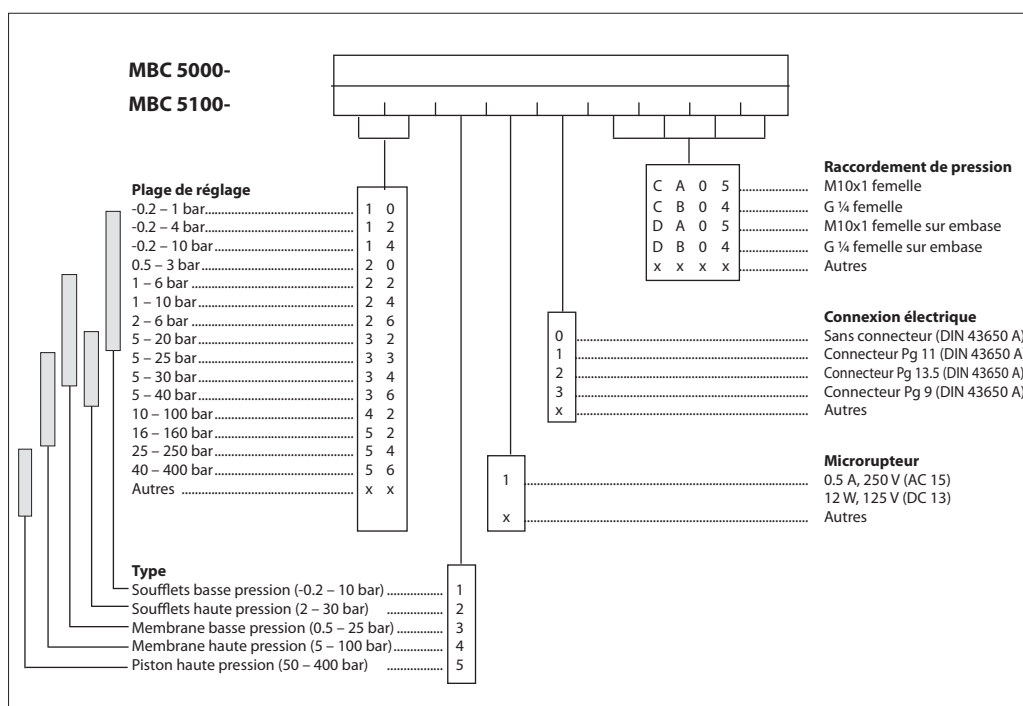 MBC 5000-
MBC 5100-
Plage de réglage
-0.2 – 1 bar 1 0
-0.2 – 4 bar 1 2
-0.2 – 10 bar 1 4
0.5 – 3 bar 2 0
1 – 6 bar 2 2
1 – 10 bar 2 4
2 – 6 bar 2 6
5 – 20 bar 3 2
5 – 25 bar 3 3
5 – 30 bar 3 4
5 – 40 bar 3 6
10 – 100 bar 4 2
16 – 160 bar 5 2
25 – 250 bar 5 4
40 – 400 bar 5 6
Autres x x
Type
Soufflets basse pression (-0.2 – 10 bar) 1
Soufflets haute pression (2 – 30 bar) 2
Membrane basse pression (0.5 – 25 bar) 3
Membrane haute pression (5 – 100 bar) 4
Piston haute pression (50 – 400 bar) 5
Raccordement de pression
C A 0 5 M10x1 femelle
C B 0 4 G ¼ femelle
D A 0 5 M10x1 femelle sur embase
D B 0 4 G ¼ femelle sur embase
x x x x Autres
Connexion électrique
0 Sans connecteur (DIN 43650 A)
1 Connecteur Pg 11 (DIN 43650 A)
2 Connecteur Pg 13.5 (DIN 43650 A)
3 Connecteur Pg 9 (DIN 43650 A)
x Autres
Microrupteur
1 0.5 A, 250 V (AC 15)
12 W, 125 V (DC 13)
x Autres